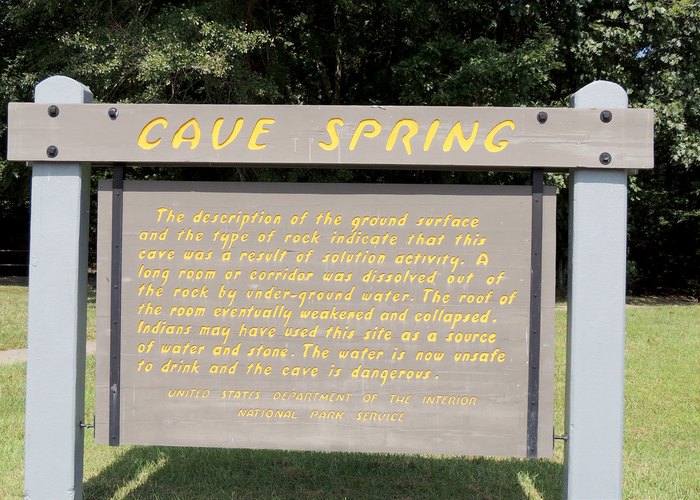 CAVE SPRING
The description of the ground surface
and the type of rock indicate that this
cave was a result of solution activity. A
long room or corridor was dissolved out of
the rock by under-ground water. The roof of
the room eventually weakened and collapsed.
Indians may have used this site as a source
of water and stone. The water is now unsafe
to drink and the cave is dangerous.
UNITED STATES DEPARTMENT OF THE INTERIOR
NATIONAL PARK SERVICE